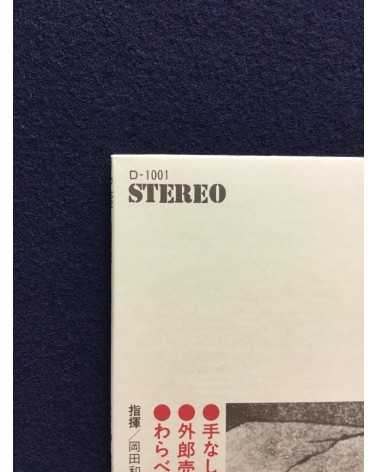 D-1001
STEREO
●手なし
●外郎売
●わらべ
指揮/岡田和